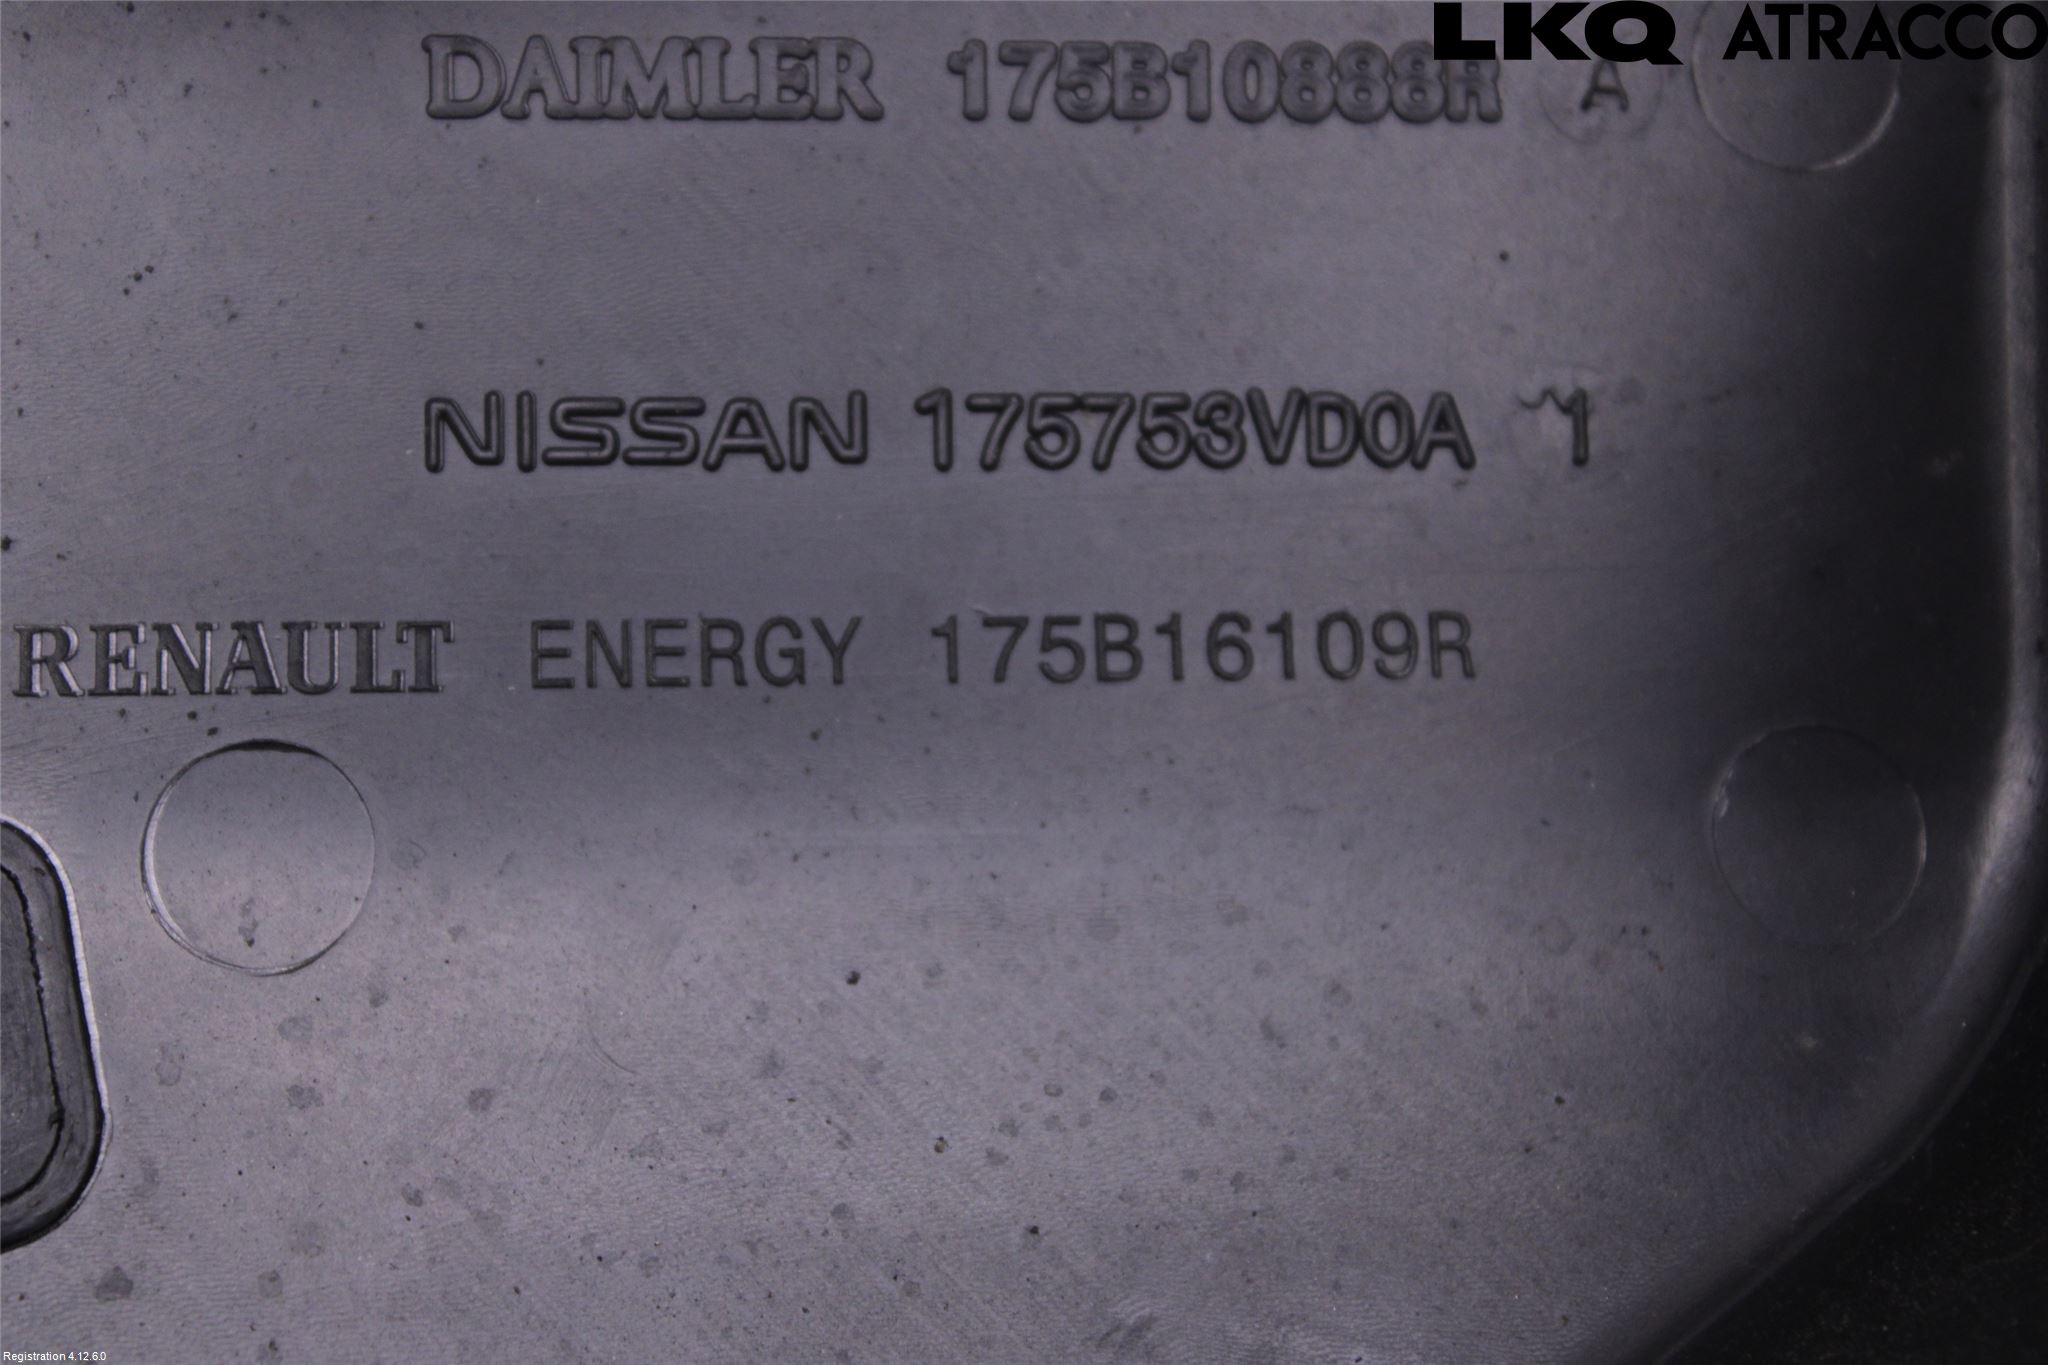 LKQ ATRACCO
DAIMLER 175B10888R A
NISSAN 175753VD0A 1
RENAULT ENERGY 175B16109R
Registration 4.12.6.0